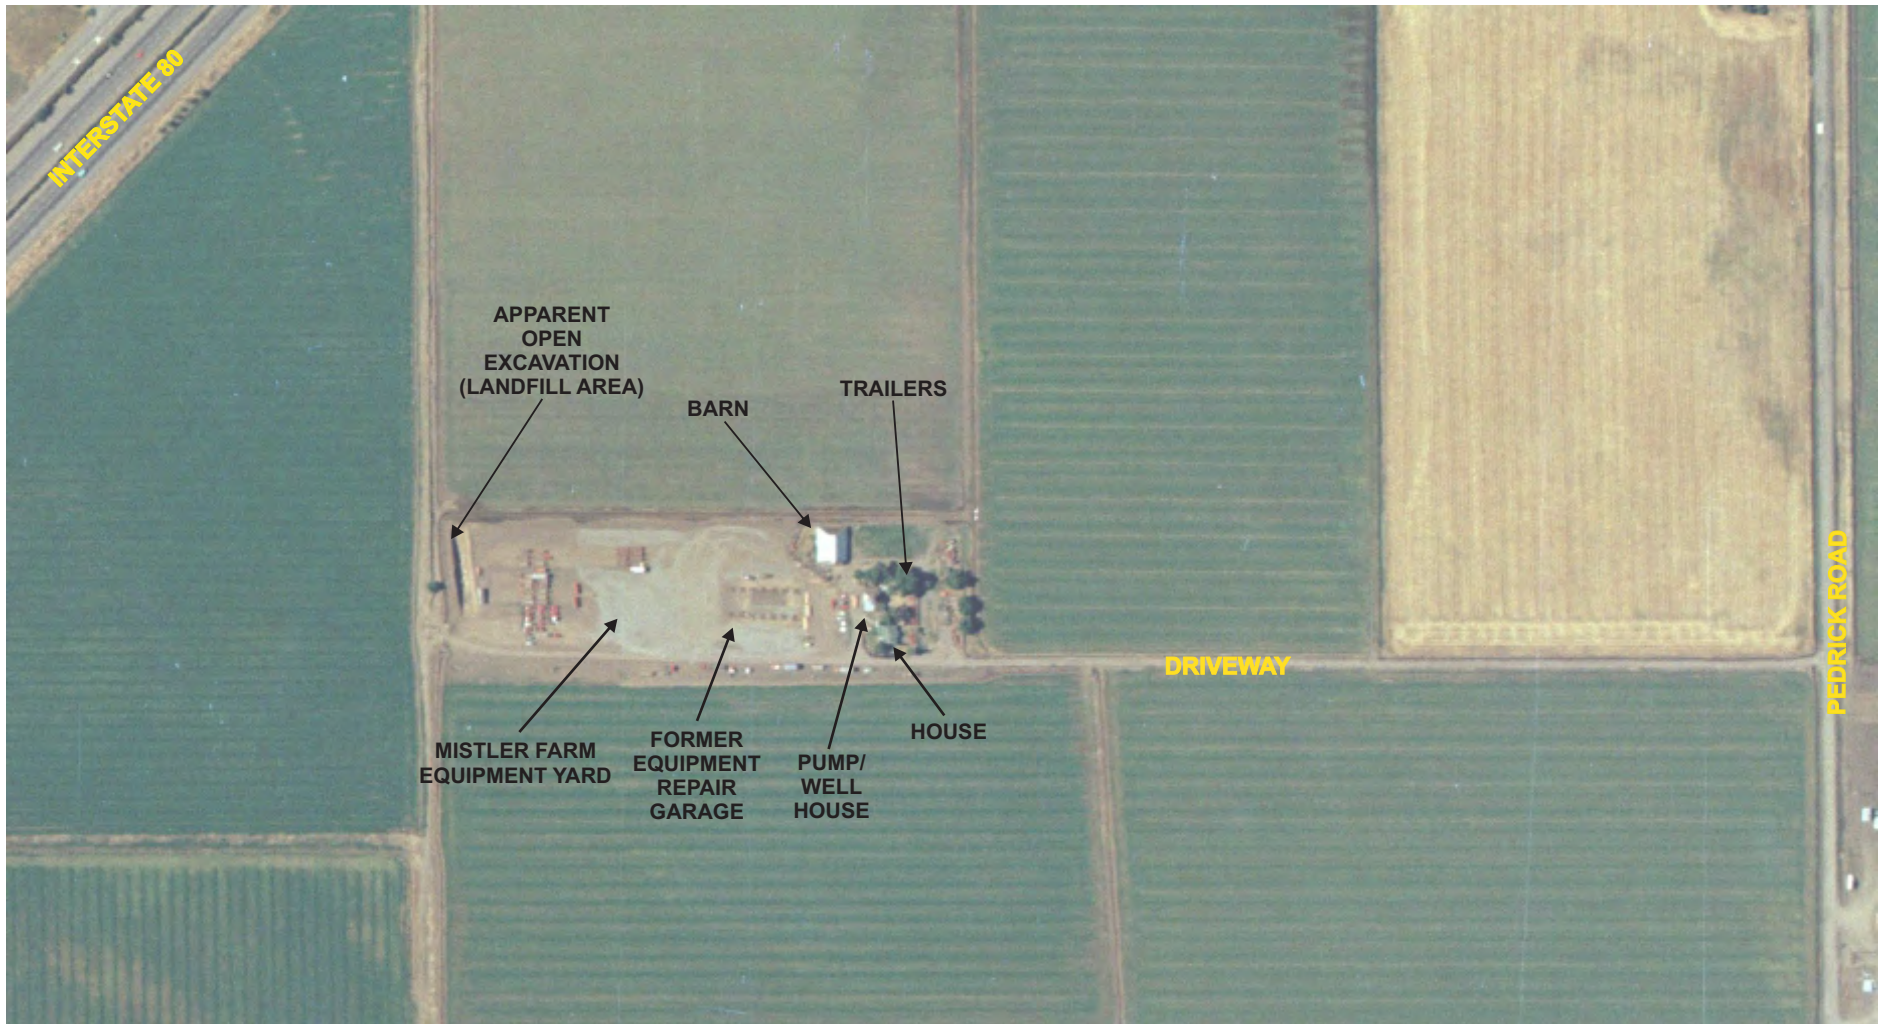 INTERSTATE 80
APPARENT
OPEN
EXCAVATION
(LANDFILL AREA)
BARN
TRAILERS
MISTLER FARM
EQUIPMENT YARD
FORMER
EQUIPMENT
REPAIR
GARAGE
PUMP/
WELL
HOUSE
HOUSE
DRIVEWAY
PEDRICK ROAD